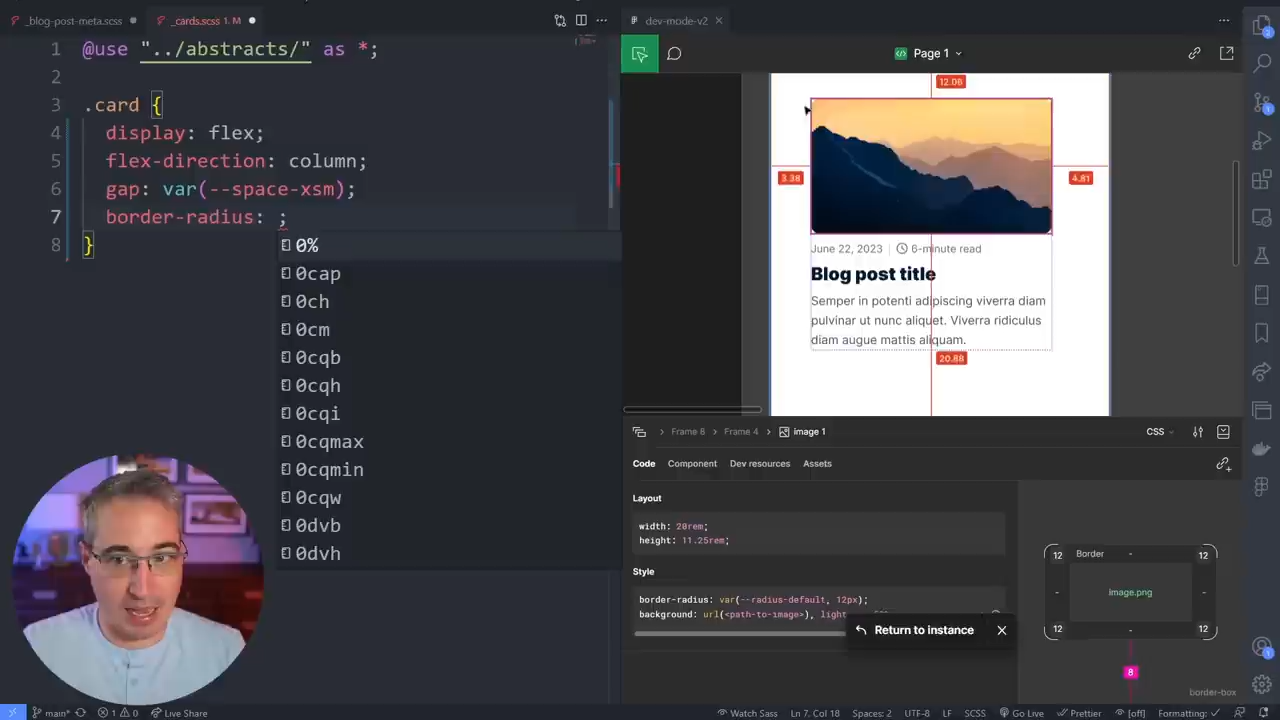 _blog-post-meta.scss
_cards.scss 1, M
1 @use "../abstracts/" as *;
2
3 .card {
4 display: flex;
5 flex-direction: column;
6 gap: var(--space-xsm);
7 border-radius: ;
8 }
0%
0cap
0ch
0cm
0cqb
0cqh
0cqi
0cqmax
0cqmin
0cqw
0dvb
0dvh
dev-mode-v2
Page 1
12.08
3.38
4.81
June 22, 2023 6-minute read
Blog post title
Semper in potenti adipiscing viverra diam
pulvinar ut nunc aliquet. Viverra ridiculus
diam augue mattis aliquam.
20.88
Frame 8 > Frame 4 > image 1
CSS
Code Component Dev resources Assets
Layout
width: 20rem;
height: 11.25rem;
Style
border-radius: var(--radius-default, 12px);
background: url(<path-to-image>), light
Return to instance
12 Border - 12
- image.png -
12 - 12
8
border-box
main* 1 0 Live Share
Watch Sass Ln 7, Col 18 Spaces: 2 UTF-8 LF SCSS Go Live Prettier [off] Formatting: ✓